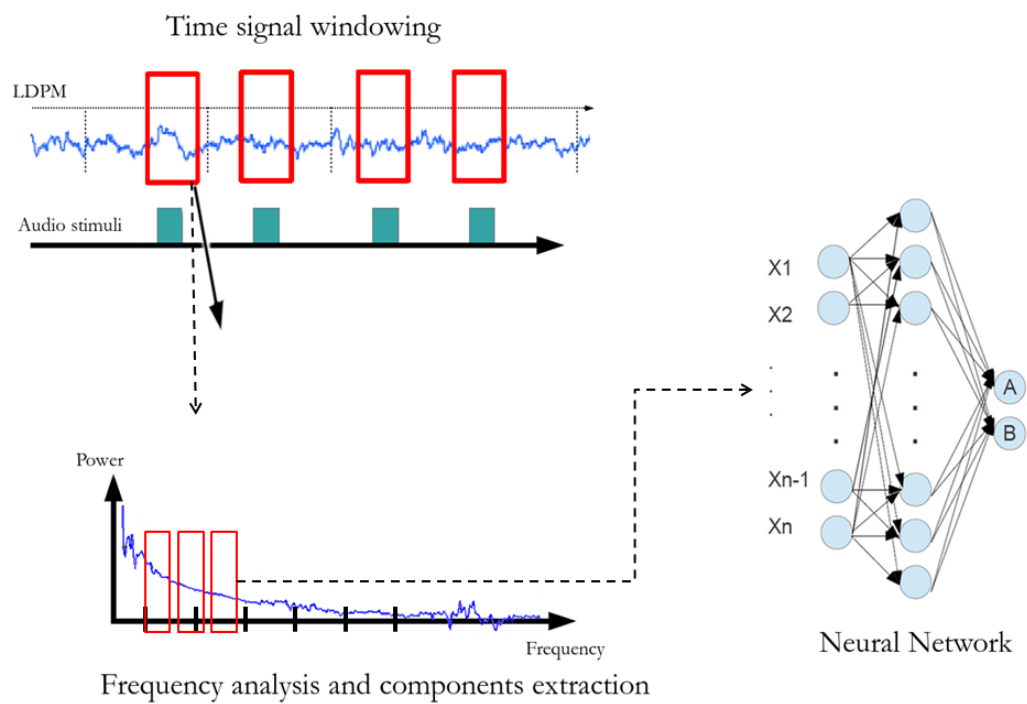 Time signal windowing
LDPM
Audio stimuli
X1
X2
Xn-1
Xn
A
B
Power
Frequency
Neural Network
Frequency analysis and components extraction